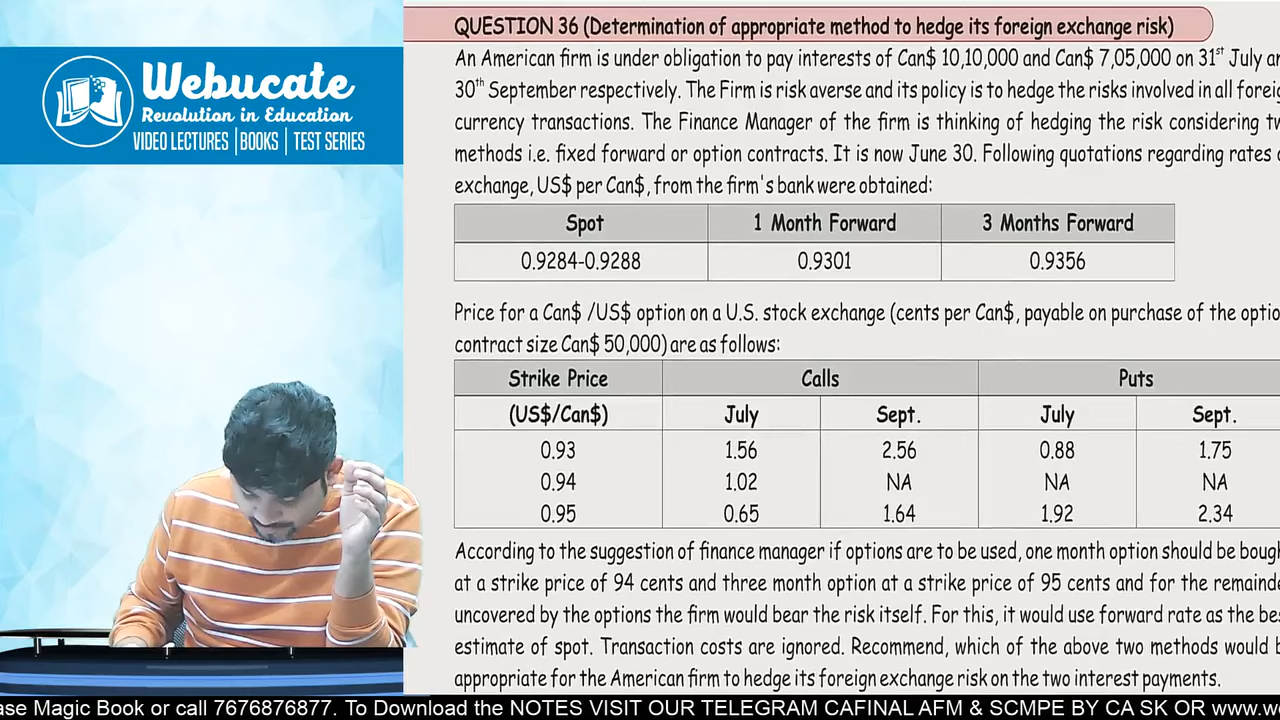 Webucate
Revolution in Education
VIDEO LECTURES | BOOKS | TEST SERIES
QUESTION 36 (Determination of appropriate method to hedge its foreign exchange risk)
An American firm is under obligation to pay interests of Can$ 10,10,000 and Can$ 7,05,000 on 31st July
30th September respectively. The Firm is risk averse and its policy is to hedge the risks involved in all
currency transactions. The Finance Manager of the firm is thinking of hedging the risk considering
methods i.e. fixed forward or option contracts. It is now June 30. Following quotations regarding rates
exchange, US$ per Can$, from the firm's bank were obtained:
Spot 1 Month Forward 3 Months Forward
0.9284-0.9288 0.9301 0.9356
Price for a Can$ /US$ option on a U.S. stock exchange (cents per Can$, payable on purchase of the
contract size Can$ 50,000) are as follows:
Strike Price Calls Puts
(US$/Can$) July Sept. July Sept.
0.93 1.56 2.56 0.88 1.75
0.94 1.02 NA NA NA
0.95 0.65 1.64 1.92 2.34
According to the suggestion of finance manager if options are to be used, one month option should be
at a strike price of 94 cents and three month option at a strike price of 95 cents and for the
uncovered by the options the firm would bear the risk itself. For this, it would use forward rate as the
estimate of spot. Transaction costs are ignored. Recommend, which of the above two methods would
appropriate for the American firm to hedge its foreign exchange risk on the two interest payments.
Magic Book or call 7676876877. To Download the NOTES VISIT OUR TELEGRAM CAFINAL AFM & SCMPE BY CA SK OR